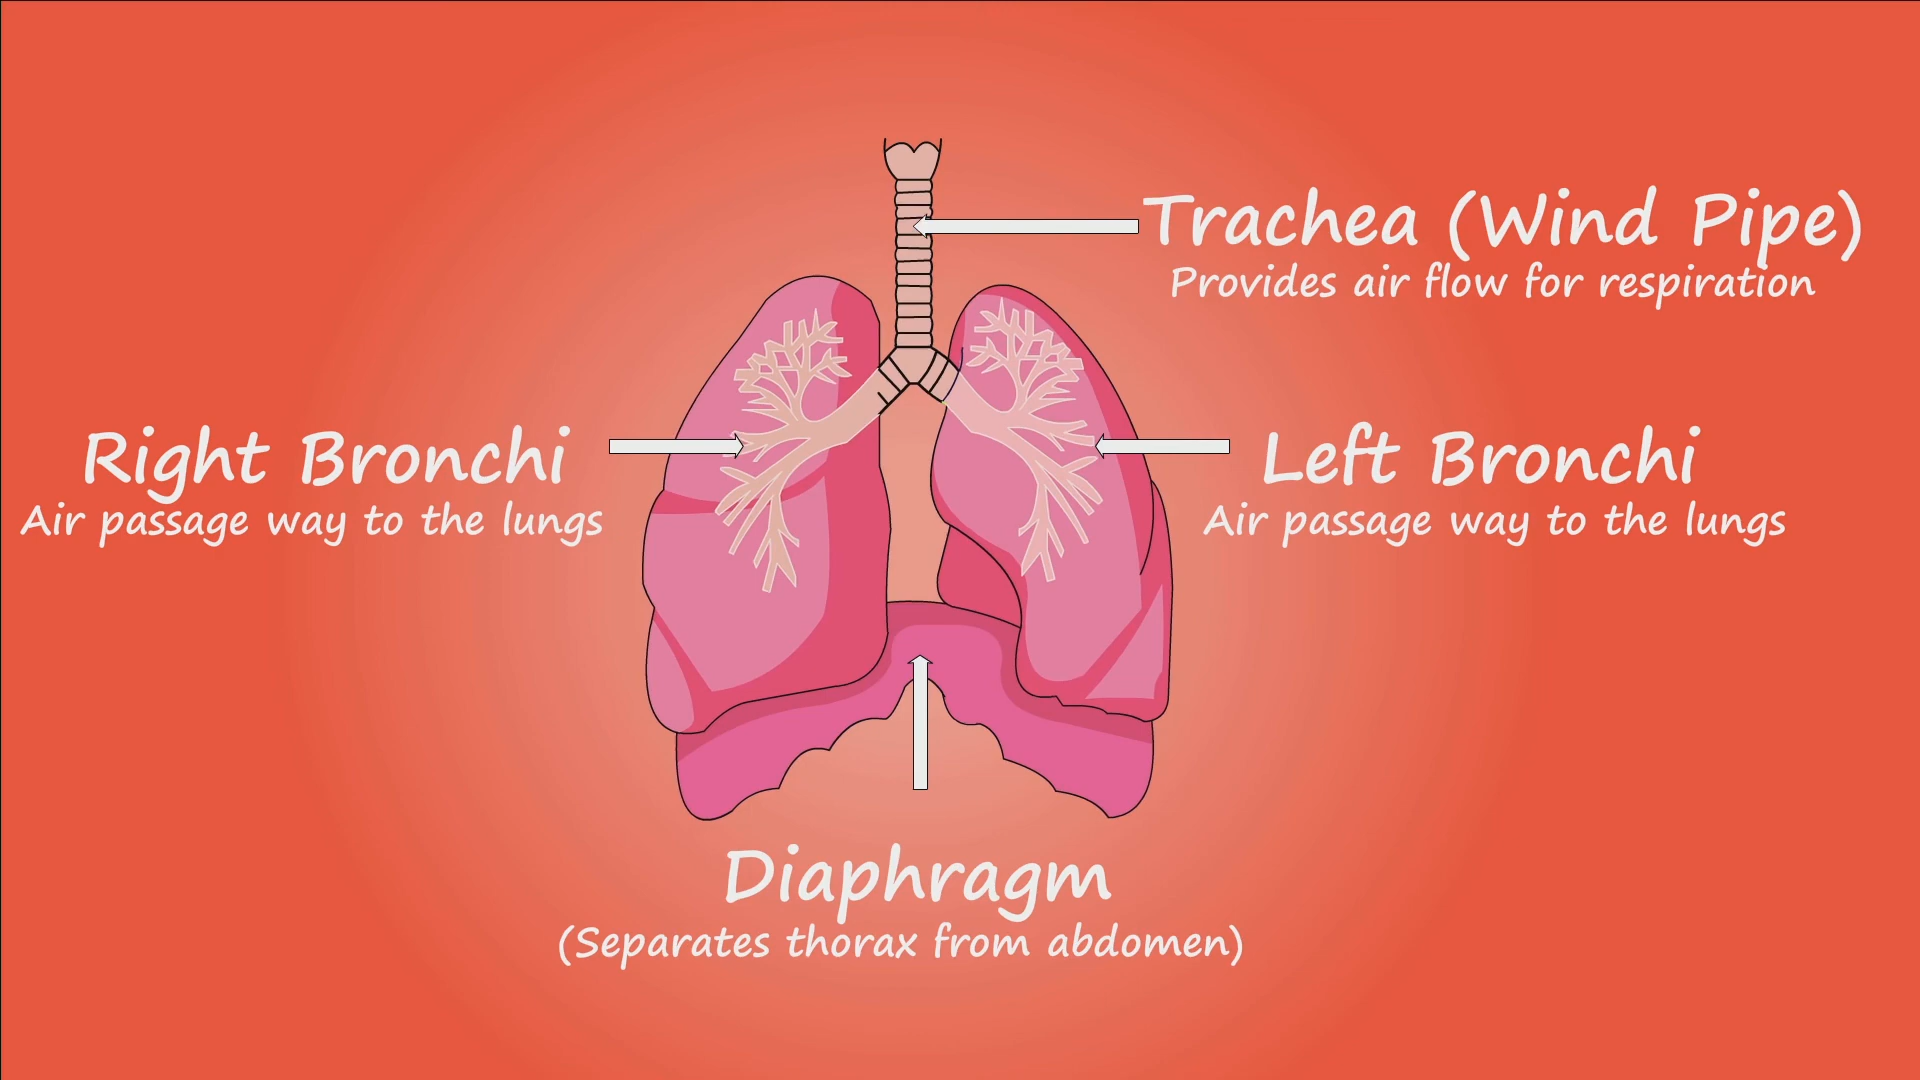 Trachea (Wind Pipe)
Provides air flow for respiration
Right Bronchi
Air passage way to the lungs
Left Bronchi
Air passage way to the lungs
Diaphragm
(Separates thorax from abdomen)